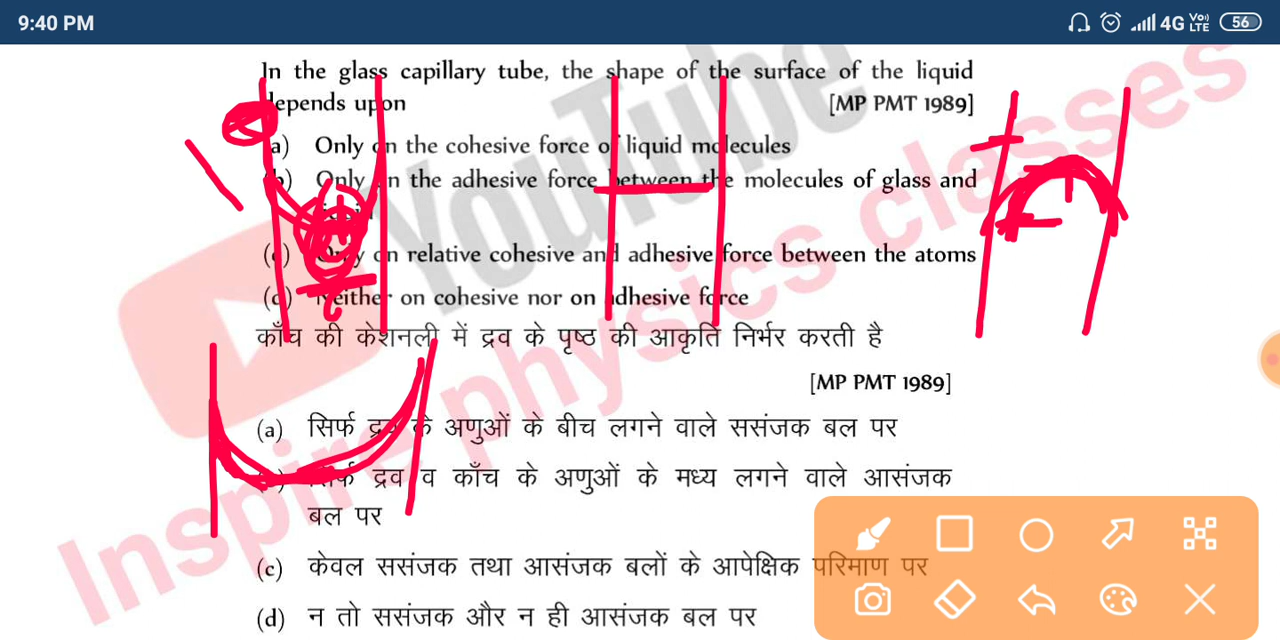 9:40 PM
4G VoLTE 56
In the glass capillary tube, the shape of the surface of the liquid
depends upon [MP PMT 1989]
a) Only on the cohesive force of liquid molecules
(b) Only on the adhesive force between the molecules of glass and
(c) Only on relative cohesive and adhesive force between the atoms
(d) Neither on cohesive nor on adhesive force
काँच की केशनली में द्रव के पृष्ठ की आकृति निर्भर करती है
[MP PMT 1989]
(a) सिर्फ द्रव के अणुओं के बीच लगने वाले ससंजक बल पर
सिर्फ द्रव व काँच के अणुओं के मध्य लगने वाले आसंजक
बल पर
(c) केवल ससंजक तथा आसंजक बलों के आपेक्षिक परिमाण पर
(d) न तो ससंजक और न ही आसंजक बल पर
YouTube
Inspire physics classes